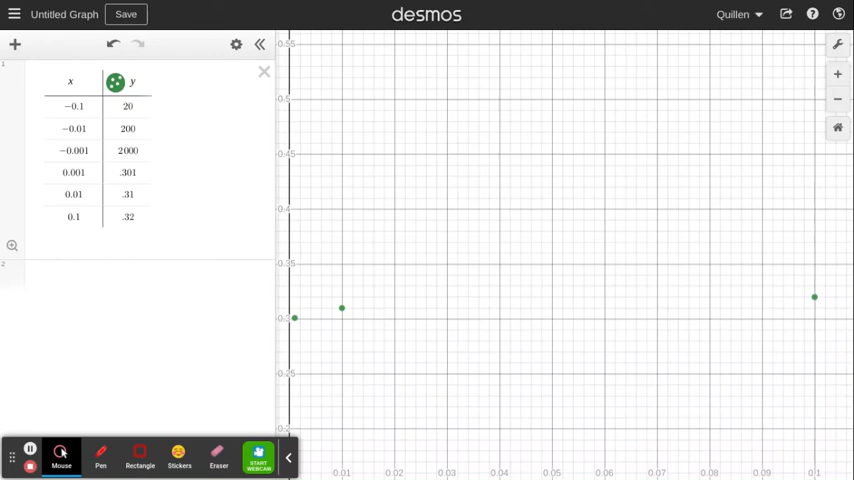 Untitled Graph
Save
desmos
Quillen
1
x y
−0.1 20
−0.01 200
−0.001 2000
0.001 .301
0.01 .31
0.1 .32
2
0.55
0.5
0.45
0.4
0.35
0.3
0.25
0.01 0.02 0.03 0.04 0.05 0.06 0.07 0.08 0.09 0.1
Mouse
Pen
Rectangle
Stickers
Eraser
START
WEBCAM